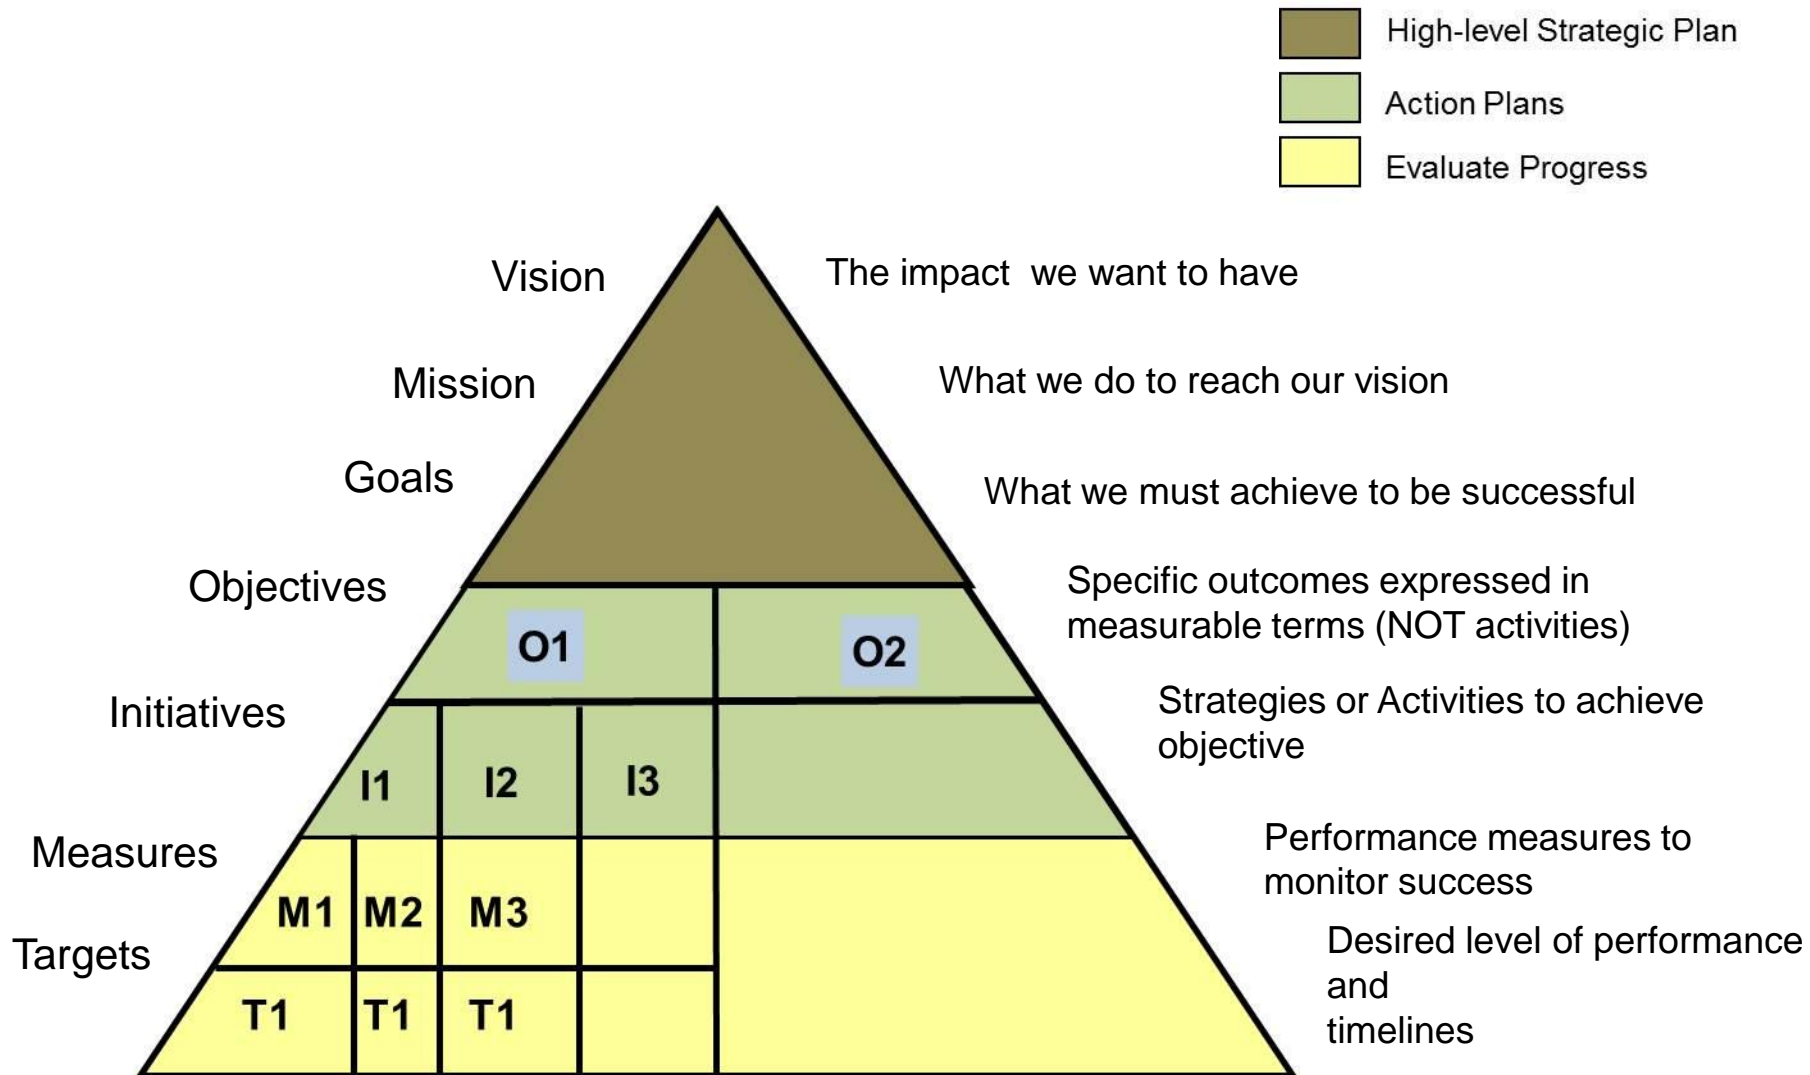 High-level Strategic Plan
Action Plans
Evaluate Progress
Vision
The impact we want to have
Mission
What we do to reach our vision
Goals
What we must achieve to be successful
Objectives
Specific outcomes expressed in
measurable terms (NOT activities)
O1
O2
Initiatives
Strategies or Activities to achieve
objective
I1
I2
I3
Measures
Performance measures to
monitor success
M1
M2
M3
Targets
Desired level of performance
and
timelines
T1
T1
T1